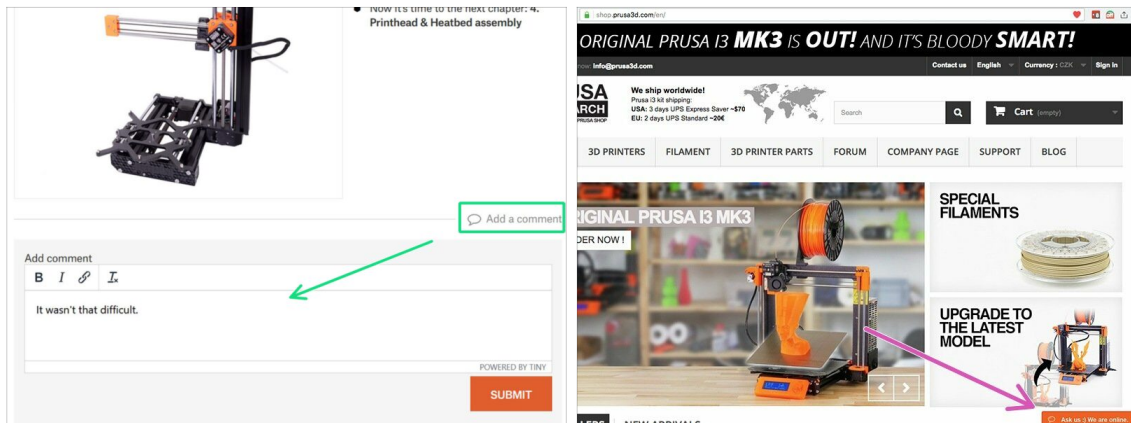 Now it's time to the next chapter: 4.
Printhead & Heatbed assembly
Add a comment
Add comment
B I
It wasn't that difficult.
POWERED BY TINY
SUBMIT
shop.prusa3d.com/en/
ORIGINAL PRUSA I3 MK3 IS OUT! AND IT'S BLOODY SMART!
now: info@prusa3d.com
Contact us English Currency : CZK Sign in
We ship worldwide!
Prusa i3 kit shipping:
USA: 3 days UPS Express Saver ~$70
EU: 2 days UPS Standard ~20€
USA
ARCH
PRUSA SHOP
Search
Cart (empty)
3D PRINTERS FILAMENT 3D PRINTER PARTS FORUM COMPANY PAGE SUPPORT BLOG
IGINAL PRUSA I3 MK3
DER NOW !
SPECIAL
FILAMENTS
UPGRADE TO
THE LATEST
MODEL
Ask us :) We are online.
NEW ARRIVALS